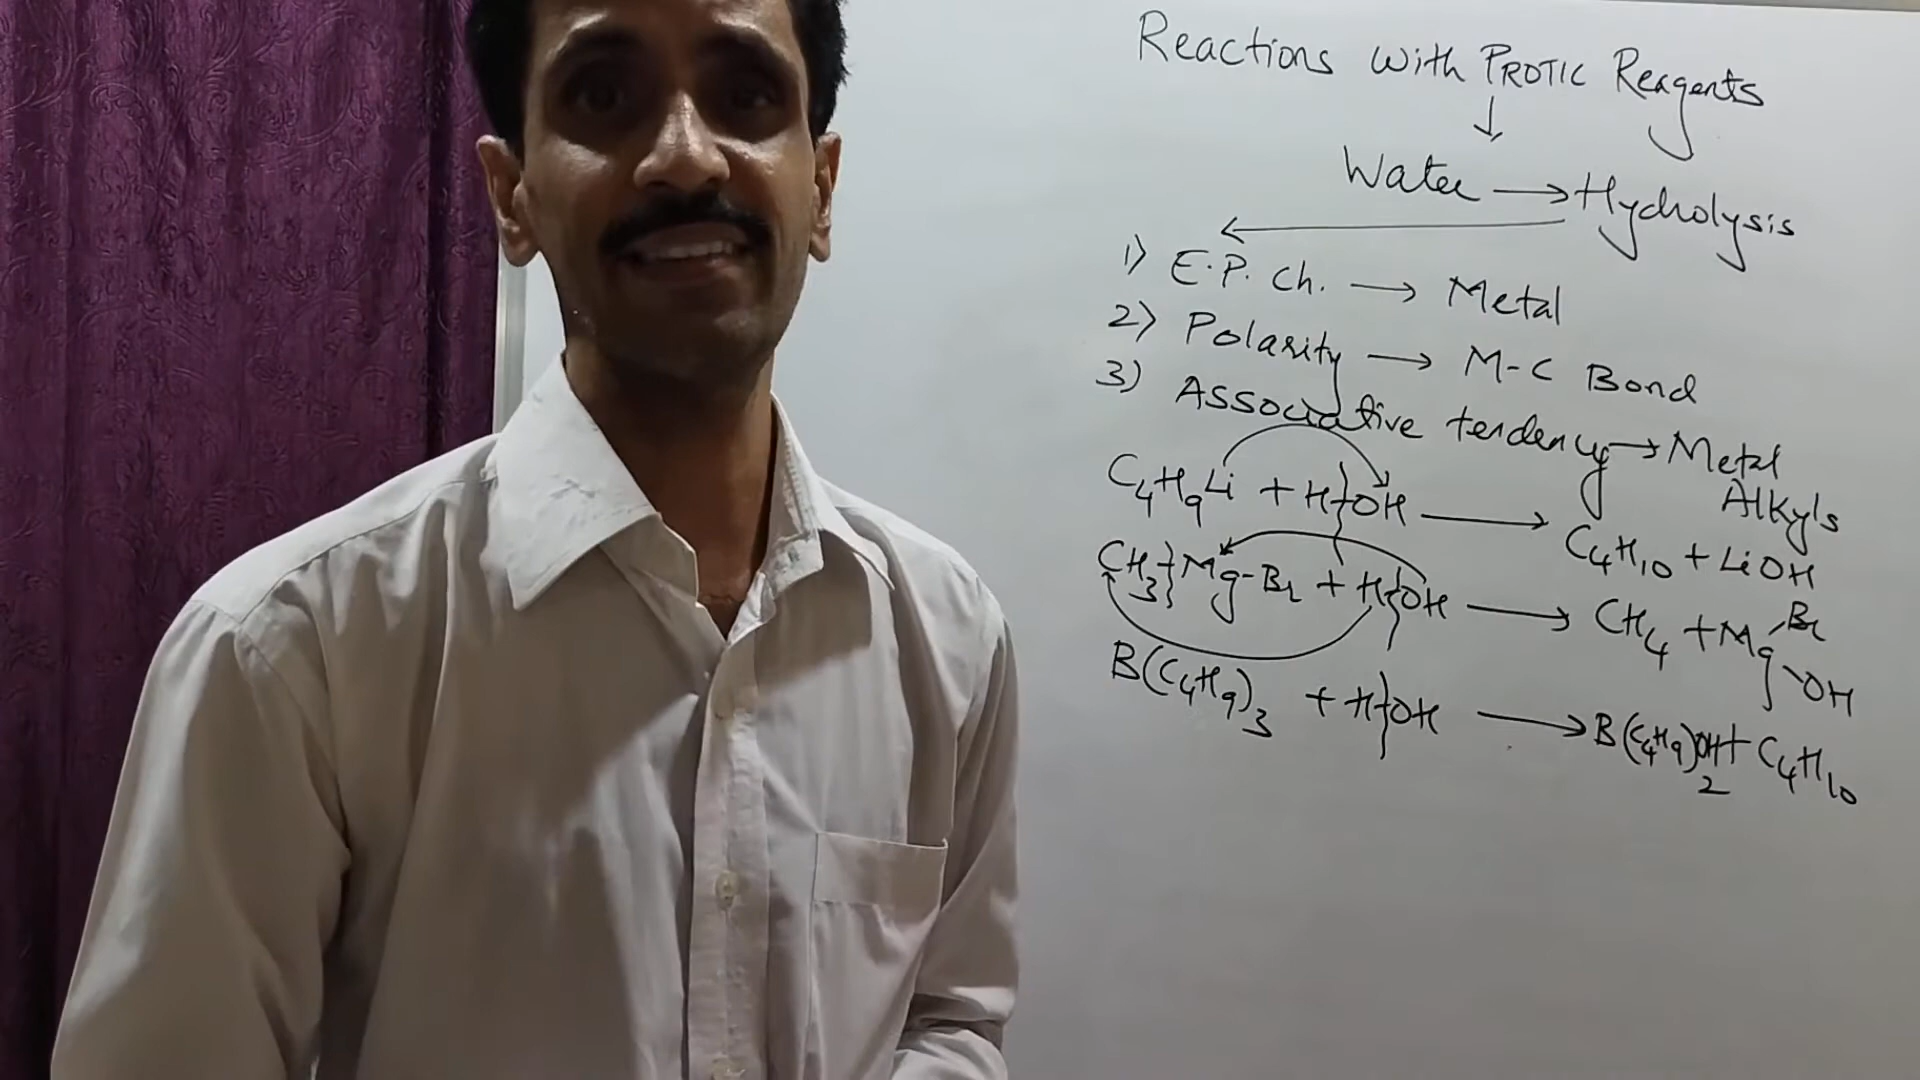 Reactions with PROTIC Reagents
↓
Water → Hydrolysis
←
1) E.P. Ch. → Metal
2) Polarity → M-C Bond
3) Associative tendency → Metal Alkyls
C₄H₉Li + H}OH → C₄H₁₀ + LiOH
CH₃}Mg-Br + H}OH → CH₄ + Mg Br OH
B(C₄H₉)₃ + H}OH → B(C₄H₉)₂OH + C₄H₁₀